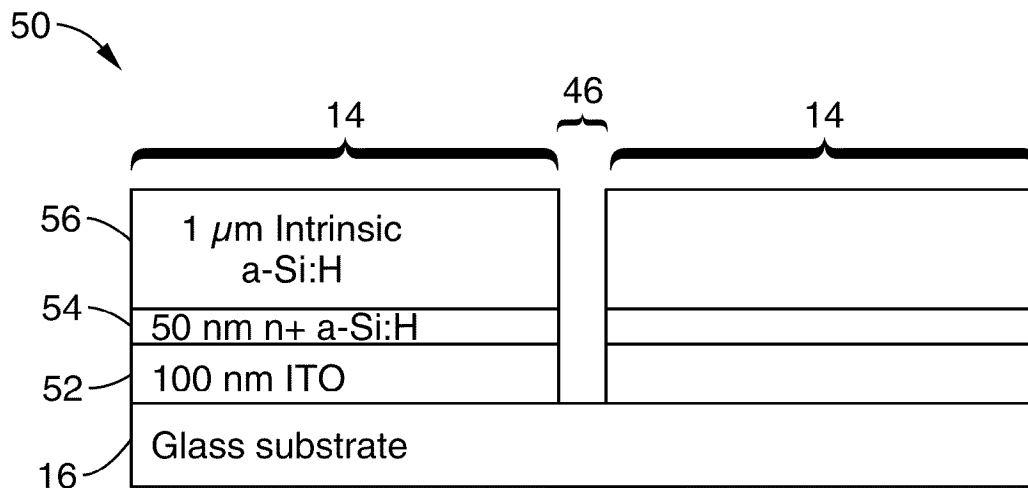 50
46
14
14
56
1 µm Intrinsic
a-Si:H
54
50 nm n+ a-Si:H
52
100 nm ITO
Glass substrate
16